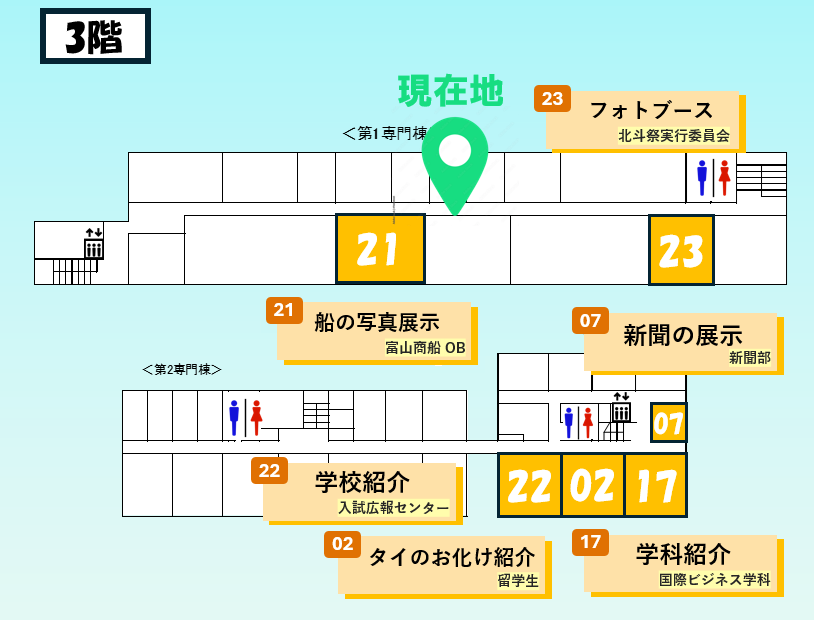 3階
現在地
＜第1専門棟
23
フォトブース
北斗祭実行委員会
21
23
21
船の写真展示
富山商船 OB
07
新聞の展示
新聞部
＜第2専門棟＞
07
22
学校紹介
入試広報センター
22
02
17
02
タイのお化け紹介
留学生
17
学科紹介
国際ビジネス学科